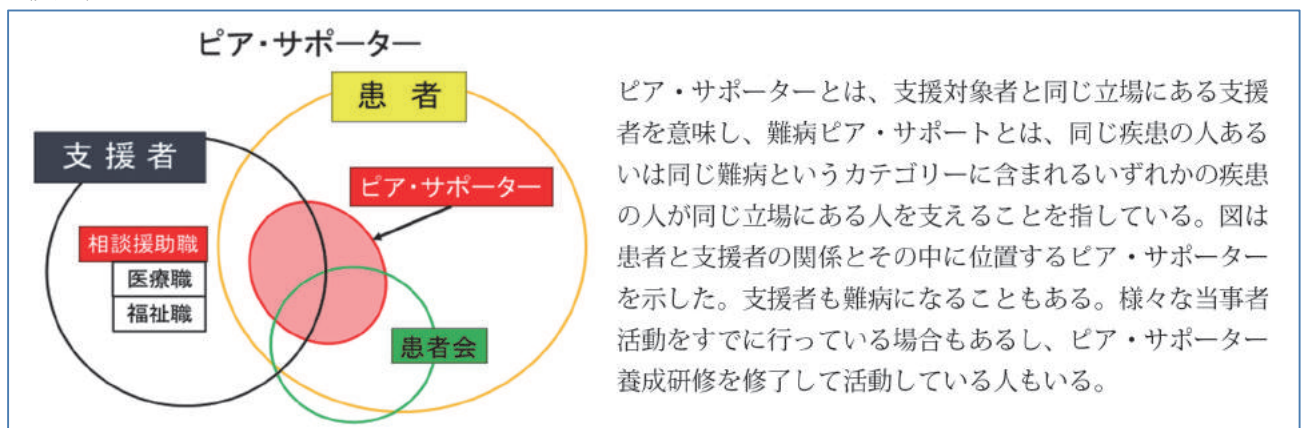 ピア・サポーター
患者
支援者
ピア・サポーター
相談援助職
医療職
福祉職
患者会
ピア・サポーターとは、支援対象者と同じ立場にある支援
者を意味し、難病ピア・サポートとは、同じ疾患の人ある
いは同じ難病というカテゴリーに含まれるいずれかの疾患
の人が同じ立場にある人を支えることを指している。図は
患者と支援者の関係とその中に位置するピア・サポーター
を示した。支援者も難病になることもある。様々な当事者
活動をすでに行っている場合もあるし、ピア・サポーター
養成研修を修了して活動している人もいる。